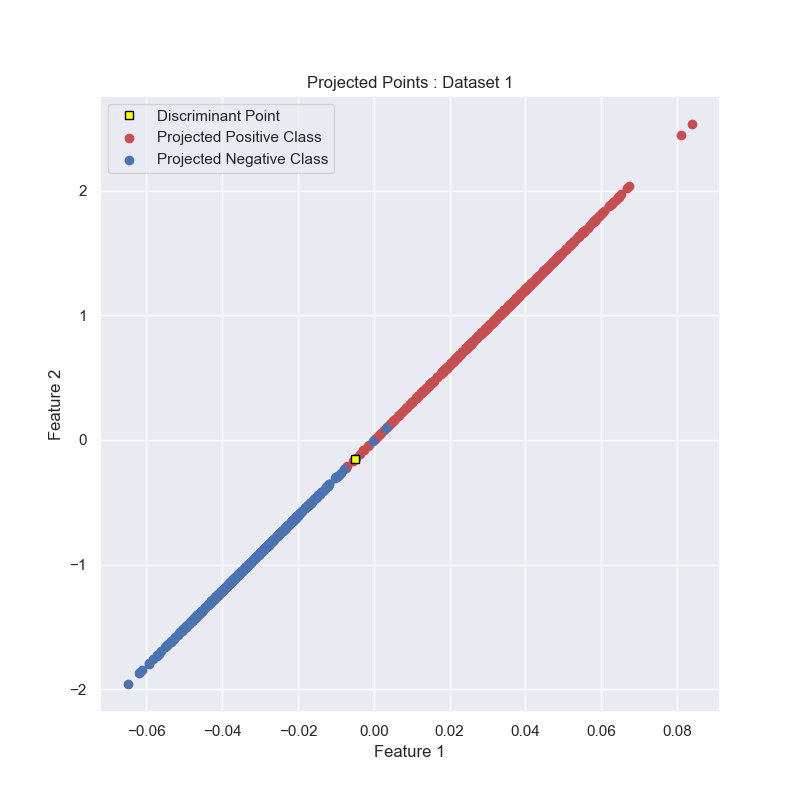 Projected Points : Dataset 1
Discriminant Point
Projected Positive Class
Projected Negative Class
Feature 2
2
1
0
−1
−2
−0.06 −0.04 −0.02 0.00 0.02 0.04 0.06 0.08
Feature 1